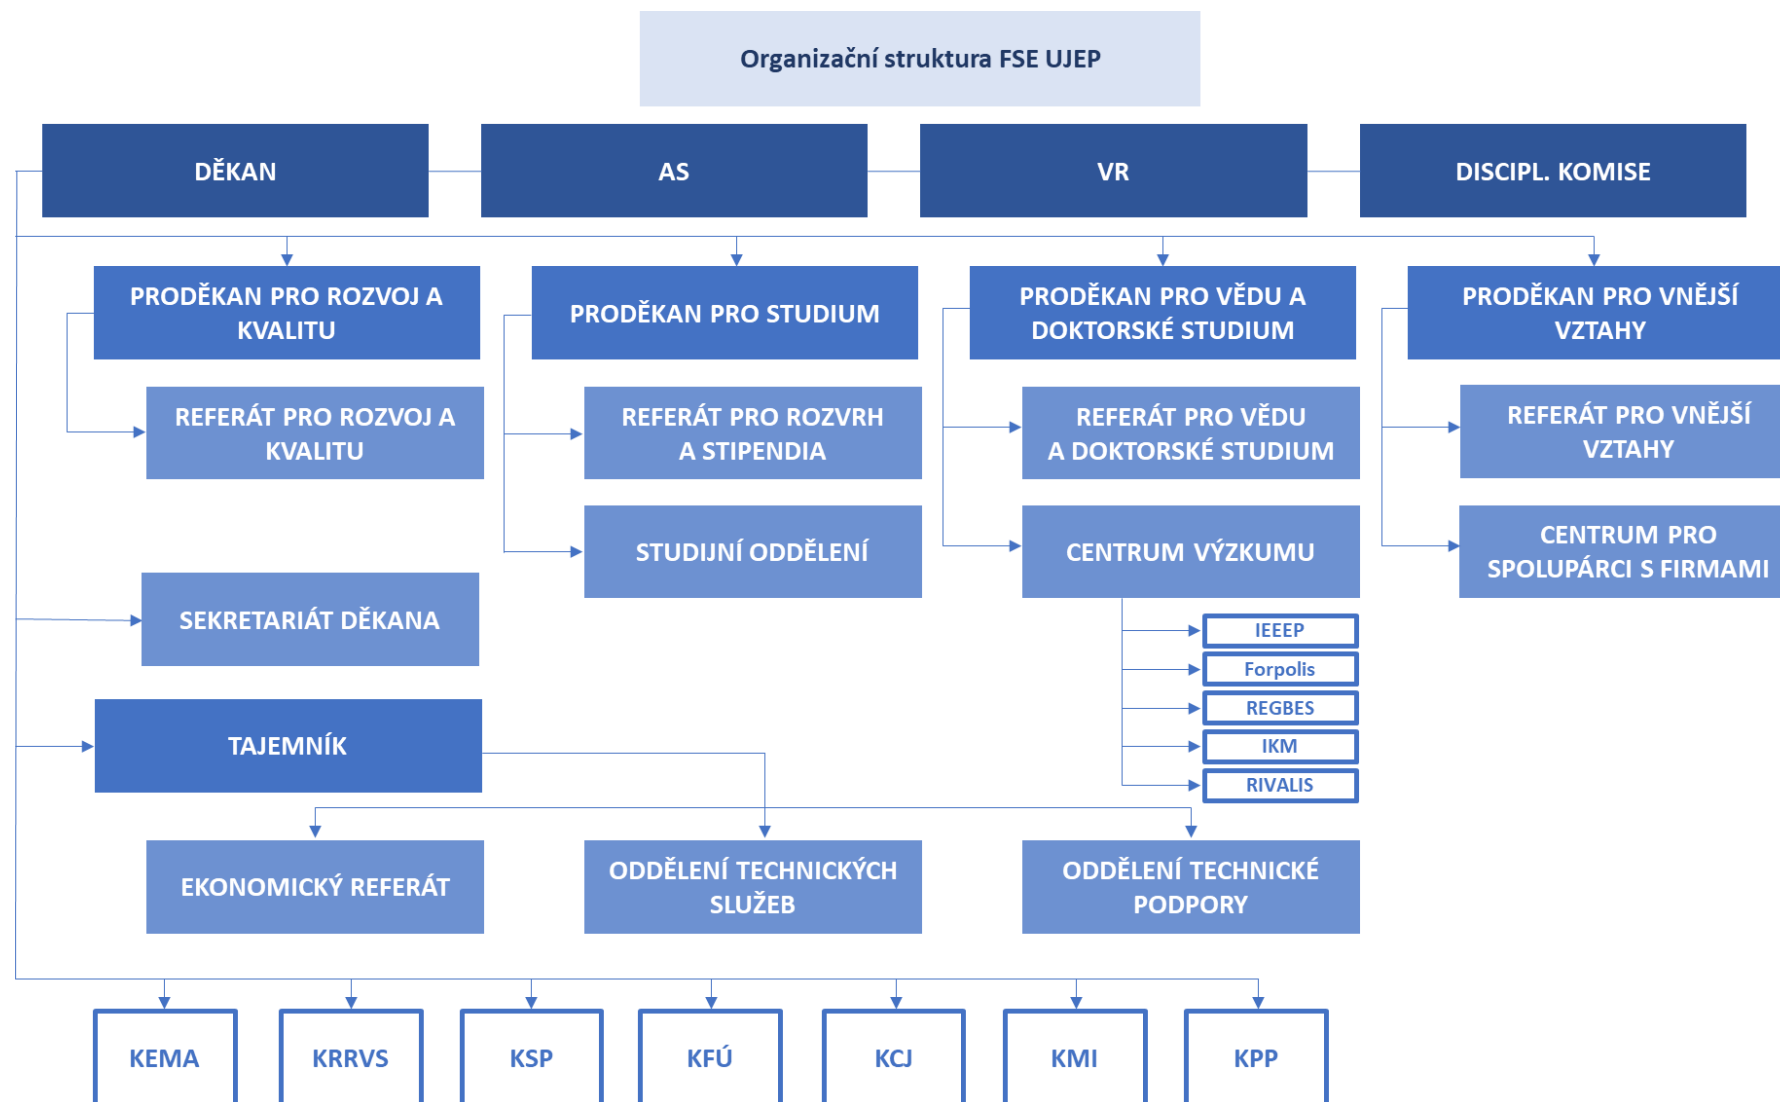 Organizační struktura FSE UJEP
DĚKAN
AS
VR
DISCIPL. KOMISE
PRODĚKAN PRO ROZVOJ A
KVALITU
PRODĚKAN PRO STUDIUM
PRODĚKAN PRO VĚDU A
DOKTORSKÉ STUDIUM
PRODĚKAN PRO VNĚJŠÍ
VZTAHY
REFERÁT PRO ROZVOJ A
KVALITU
REFERÁT PRO ROZVRH
A STIPENDIA
REFERÁT PRO VĚDU
A DOKTORSKÉ STUDIUM
REFERÁT PRO VNĚJŠÍ
VZTAHY
STUDIJNÍ ODDĚLENÍ
CENTRUM VÝZKUMU
CENTRUM PRO
SPOLUPÁRCI S FIRMAMI
SEKRETARIÁT DĚKANA
IEEEP
Forpolis
REGBES
IKM
RIVALIS
TAJEMNÍK
EKONOMICKÝ REFERÁT
ODDĚLENÍ TECHNICKÝCH
SLUŽEB
ODDĚLENÍ TECHNICKÉ
PODPORY
KEMA
KRRVS
KSP
KFÚ
KCJ
KMI
KPP